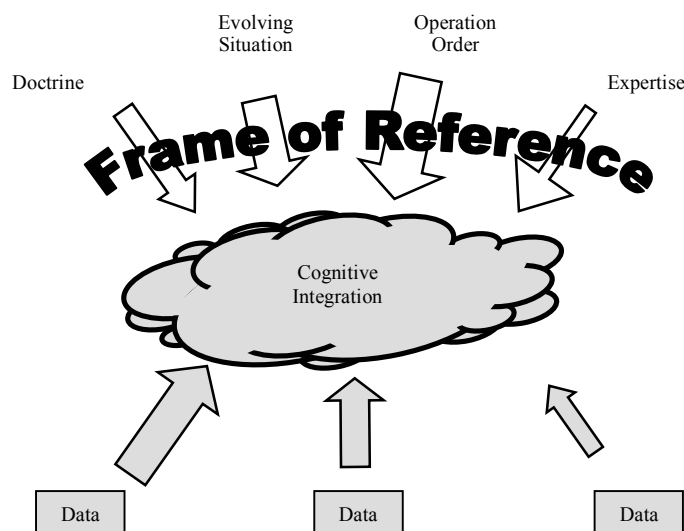 Evolving
Situation
Operation
Order
Doctrine
Expertise
Frame of Reference
Cognitive
Integration
Data
Data
Data